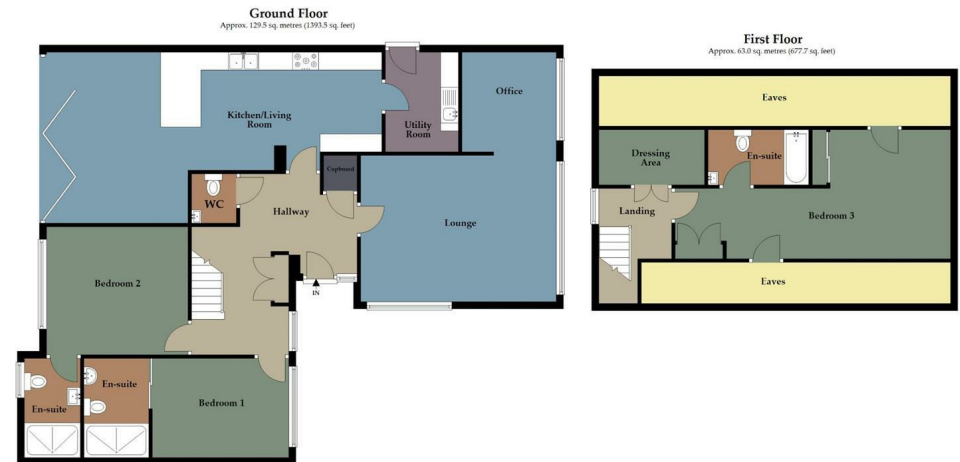 Ground Floor
Approx. 129.5 sq. metres (1393.5 sq. feet)
Kitchen/Living
Room
Utility
Room
Office
Cupboard
WC
Hallway
Lounge
IN
Bedroom 2
En-suite
En-suite
Bedroom 1
First Floor
Approx. 63.0 sq. metres (677.7 sq. feet)
Eaves
Dressing
Area
En-suite
Landing
Bedroom 3
Eaves